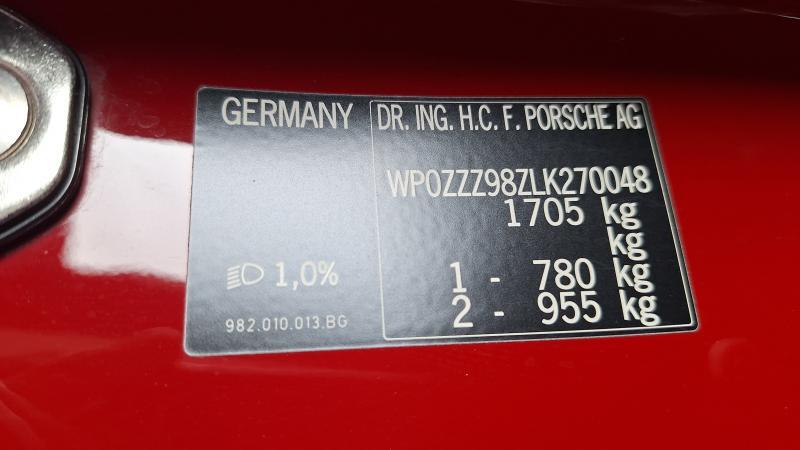 GERMANY
DR. ING. H.C. F. PORSCHE AG
WP0ZZZ98ZLK270048
1705 kg
kg
1 - 780 kg
2 - 955 kg
1,0%
982.010.013.BG